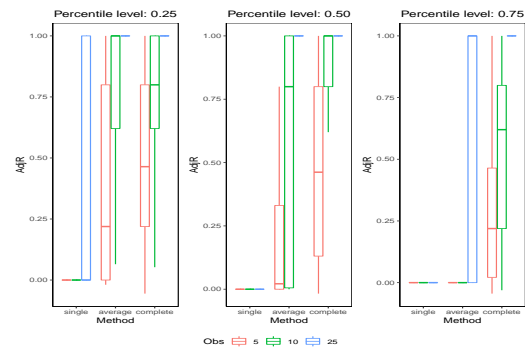 Percentile level: 0.25
Percentile level: 0.50
Percentile level: 0.75
AdjR
1.00
0.75
0.50
0.25
0.00
single average complete
Method
AdjR
1.00
0.75
0.50
0.25
0.00
single average complete
Method
AdjR
1.00
0.75
0.50
0.25
0.00
single average complete
Method
Obs 5 10 25